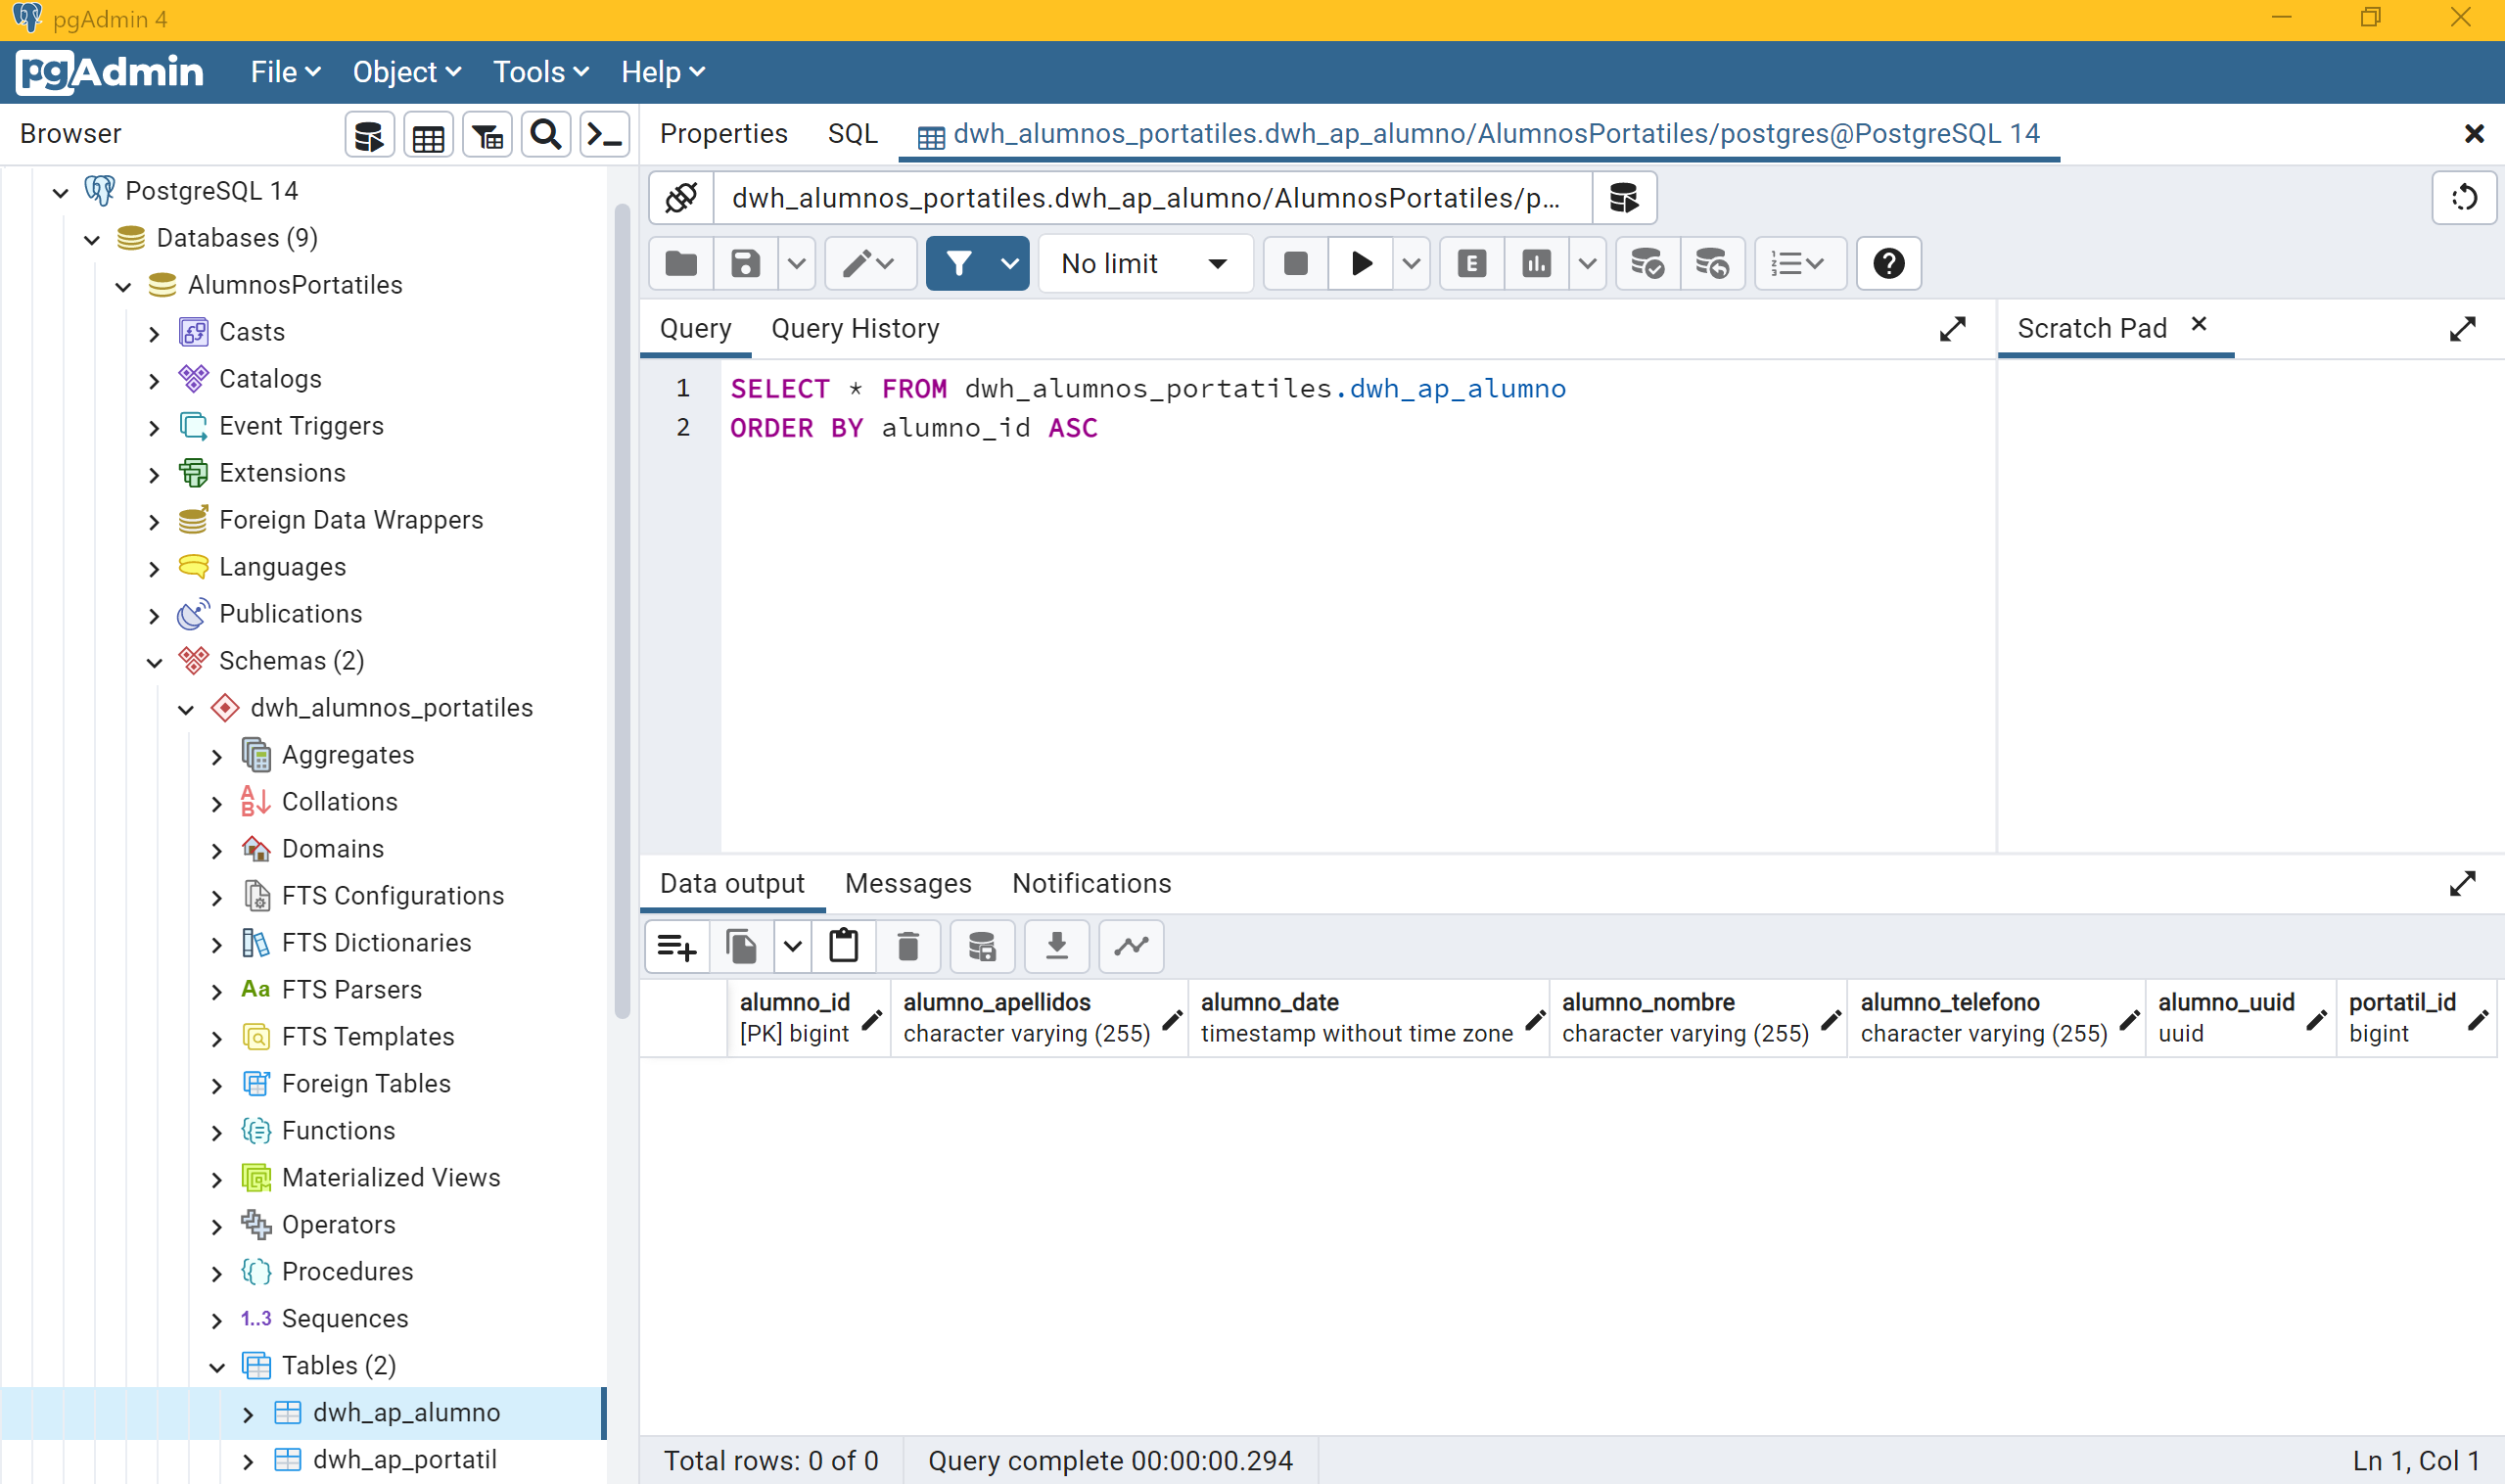 pgAdmin 4
pgAdmin File Object Tools Help
Browser
PostgreSQL 14
Databases (9)
AlumnosPortatiles
Casts
Catalogs
Event Triggers
Extensions
Foreign Data Wrappers
Languages
Publications
Schemas (2)
dwh_alumnos_portatiles
Aggregates
Collations
Domains
FTS Configurations
FTS Dictionaries
Aa FTS Parsers
FTS Templates
Foreign Tables
Functions
Materialized Views
Operators
Procedures
1..3 Sequences
Tables (2)
dwh_ap_alumno
dwh_ap_portatil
Properties SQL dwh_alumnos_portatiles.dwh_ap_alumno/AlumnosPortatiles/postgres@PostgreSQL 14
dwh_alumnos_portatiles.dwh_ap_alumno/AlumnosPortatiles/p...
No limit E
Query Query History Scratch Pad
1 SELECT * FROM dwh_alumnos_portatiles.dwh_ap_alumno
2 ORDER BY alumno_id ASC
Data output Messages Notifications
alumno_id alumno_apellidos alumno_date alumno_nombre alumno_telefono alumno_uuid portatil_id
[PK] bigint character varying (255) timestamp without time zone character varying (255) character varying (255) uuid bigint
Total rows: 0 of 0 Query complete 00:00:00.294 Ln 1, Col 1